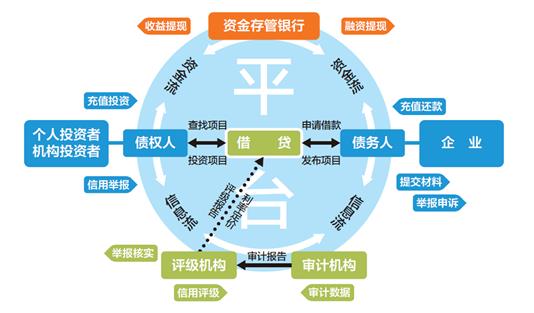 收益提现
资金存管银行
融资提现
资金流
平
资金流
充值投资
充值还款
个人投资者
机构投资者
债权人
查找项目
投资项目
借 贷
申请借款
发布项目
债务人
企 业
信用举报
提交材料
举报申诉
信息流
评级报告
利率定价
台
信息流
举报核实
评级机构
审计报告
审计机构
信用评级
审计数据